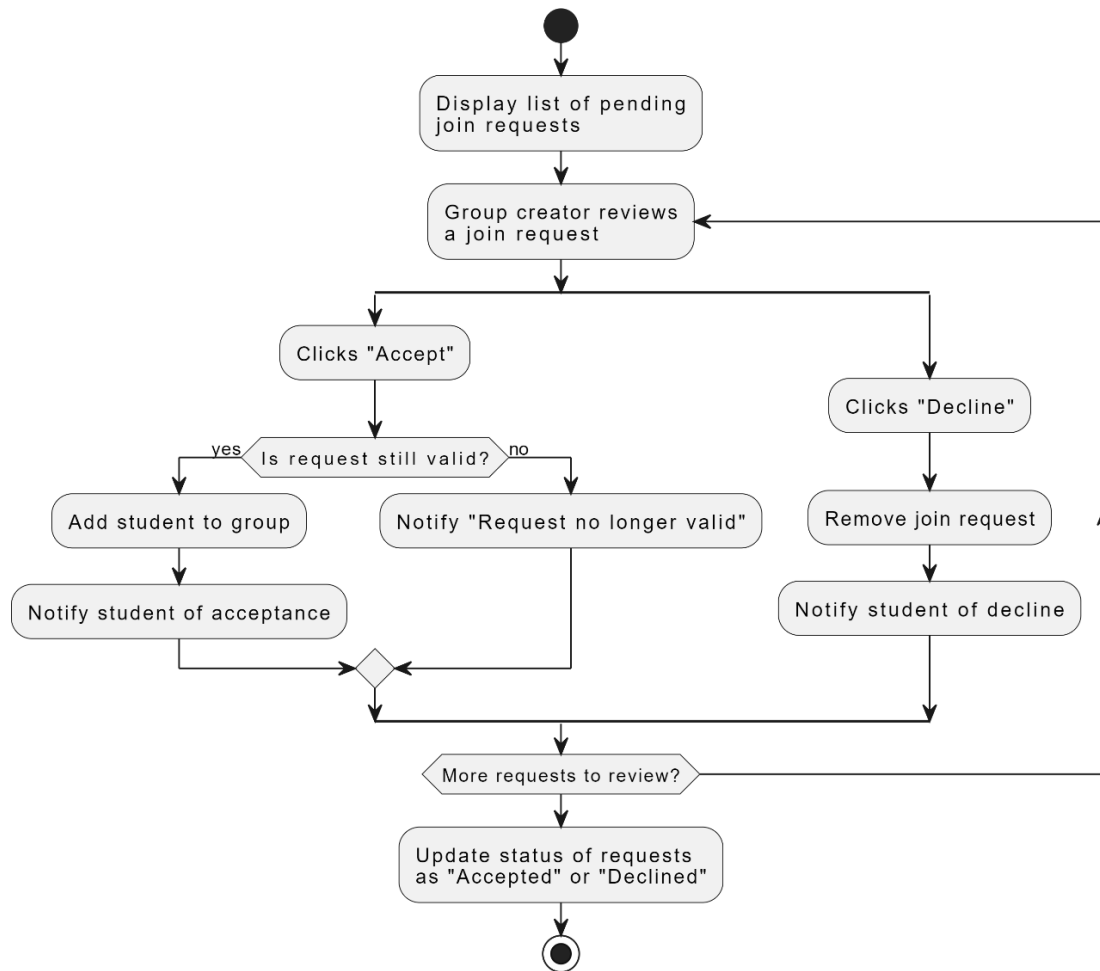 Display list of pending
join requests
Group creator reviews
a join request
Clicks "Accept"
Clicks "Decline"
yes
Is request still valid?
no
Add student to group
Notify "Request no longer valid"
Remove join request
Notify student of acceptance
Notify student of decline
More requests to review?
Update status of requests
as "Accepted" or "Declined"